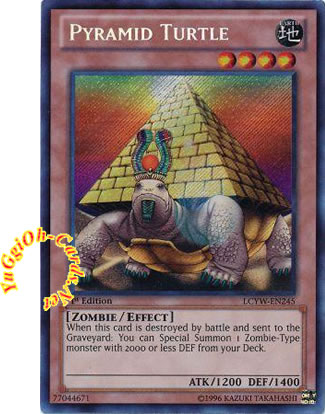 PYRAMID TURTLE
EARTH
地
YuGgiOh-Cards.Net
1st Edition
LCYW-EN245
[ZOMBIE/EFFECT]
When this card is destroyed by battle and sent to the
Graveyard: You can Special Summon 1 Zombie-Type
monster with 2000 or less DEF from your Deck.
ATK/1200 DEF/1400
77044671
©1996 KAZUKI TAKAHASHI